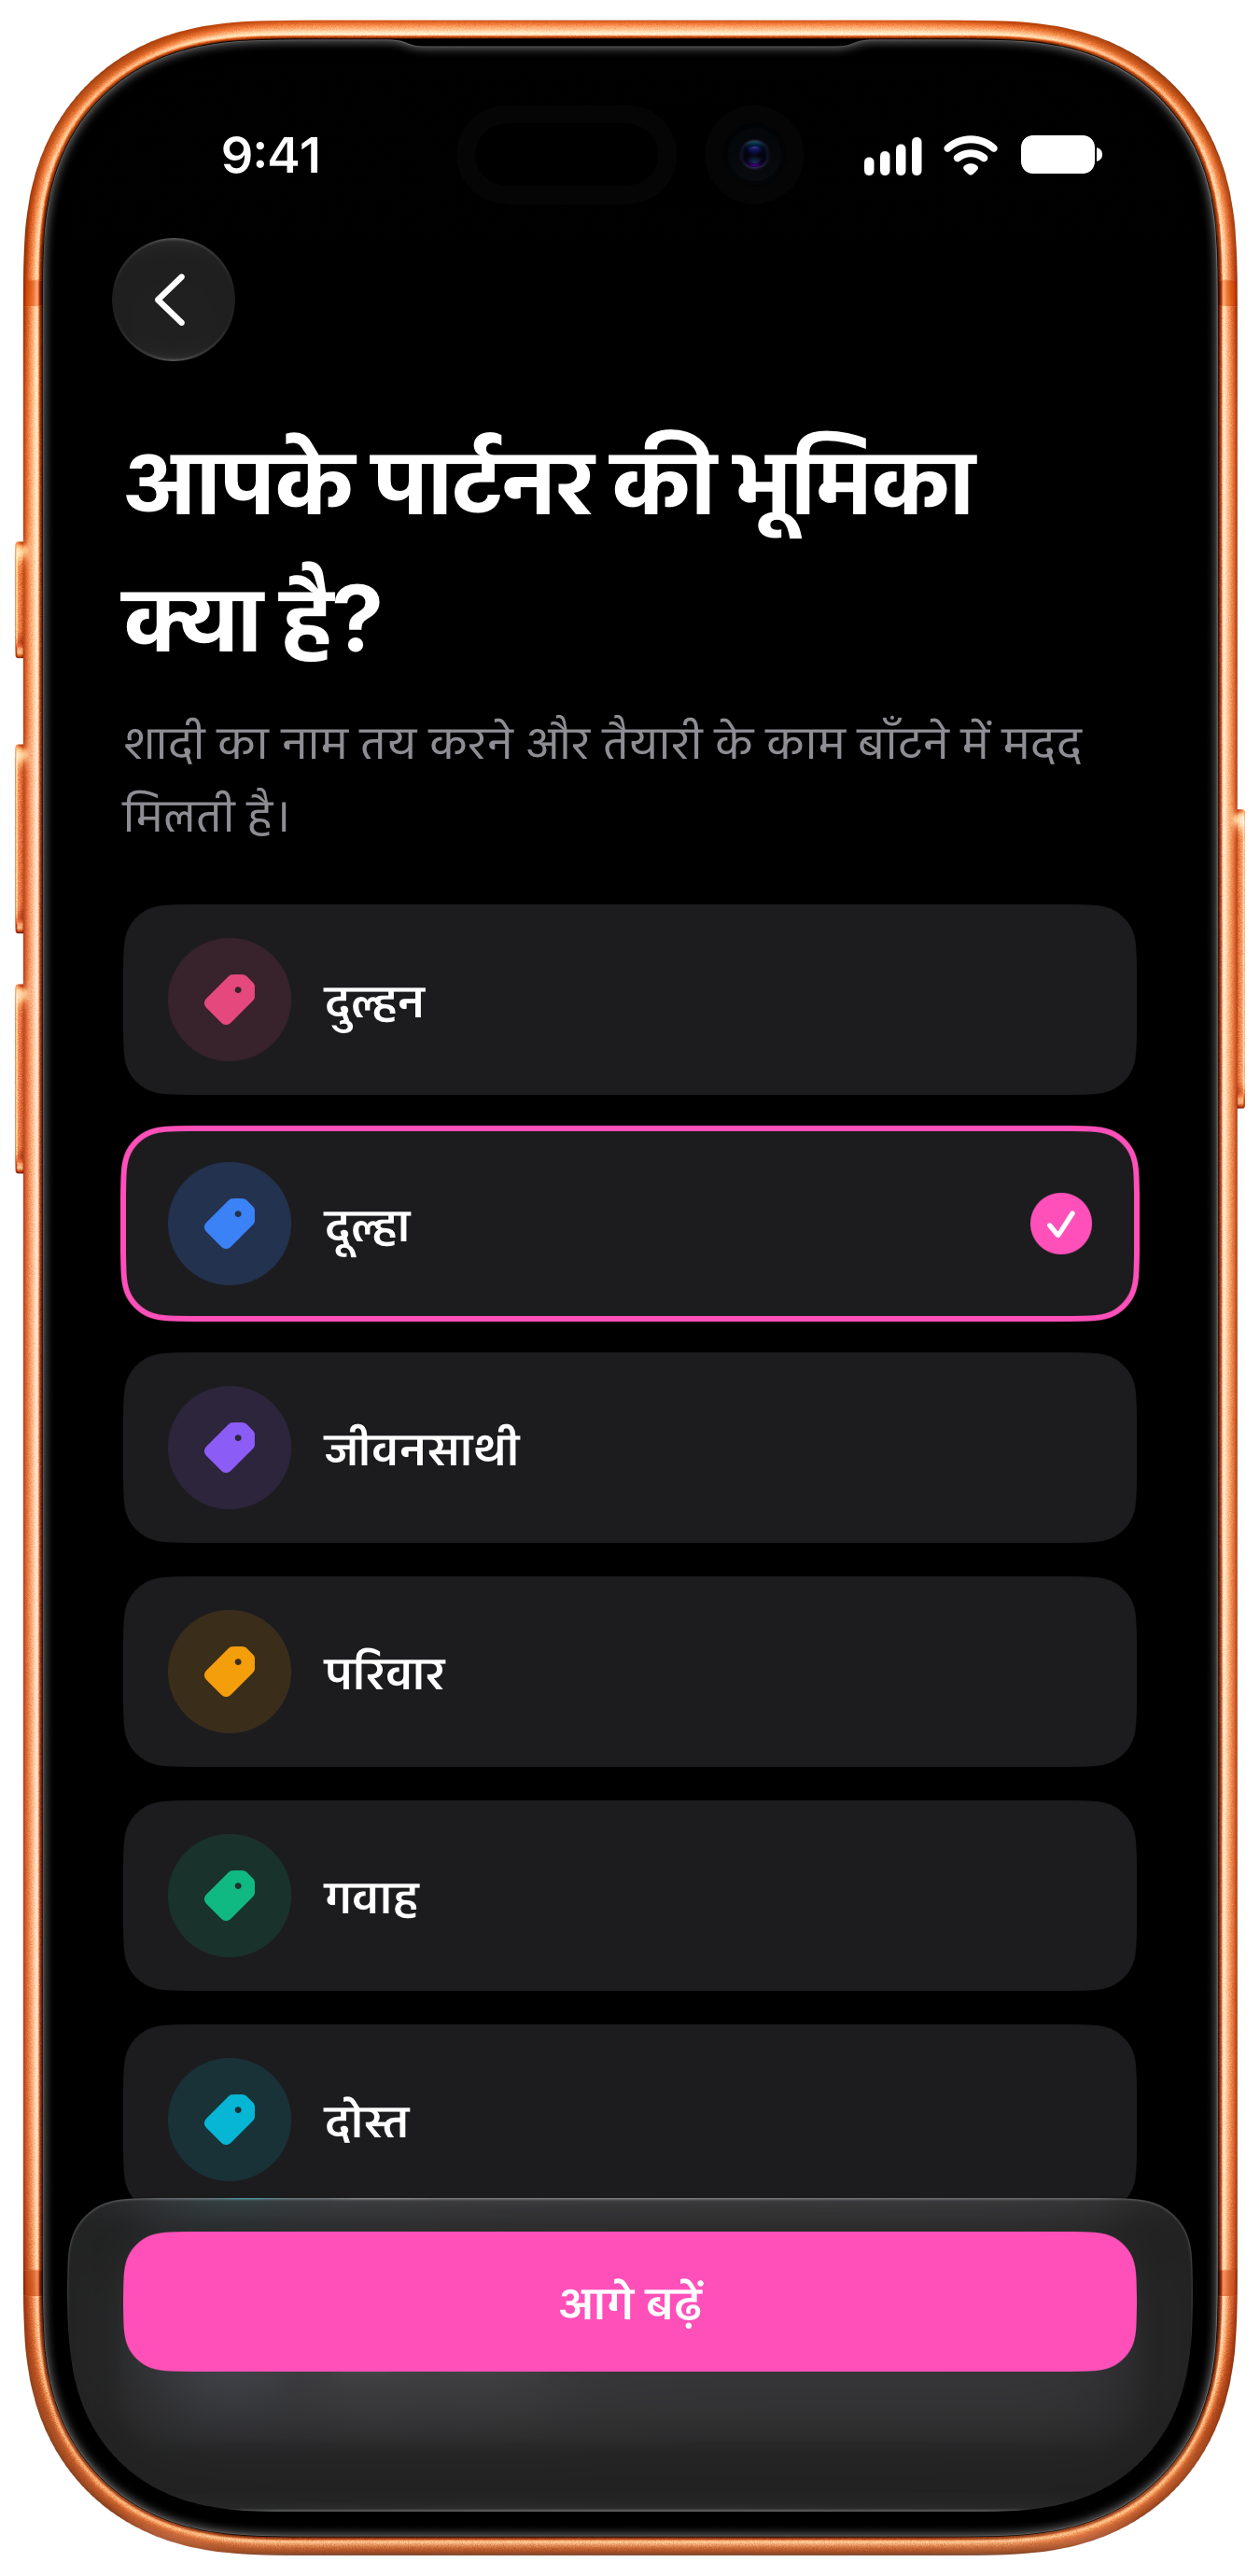 9:41
आपके पार्टनर की भूमिका
क्या है?
शादी का नाम तय करने और तैयारी के काम बाँटने में मदद
मिलती है।
दुल्हन
दूल्हा
जीवनसाथी
परिवार
गवाह
दोस्त
आगे बढ़ें